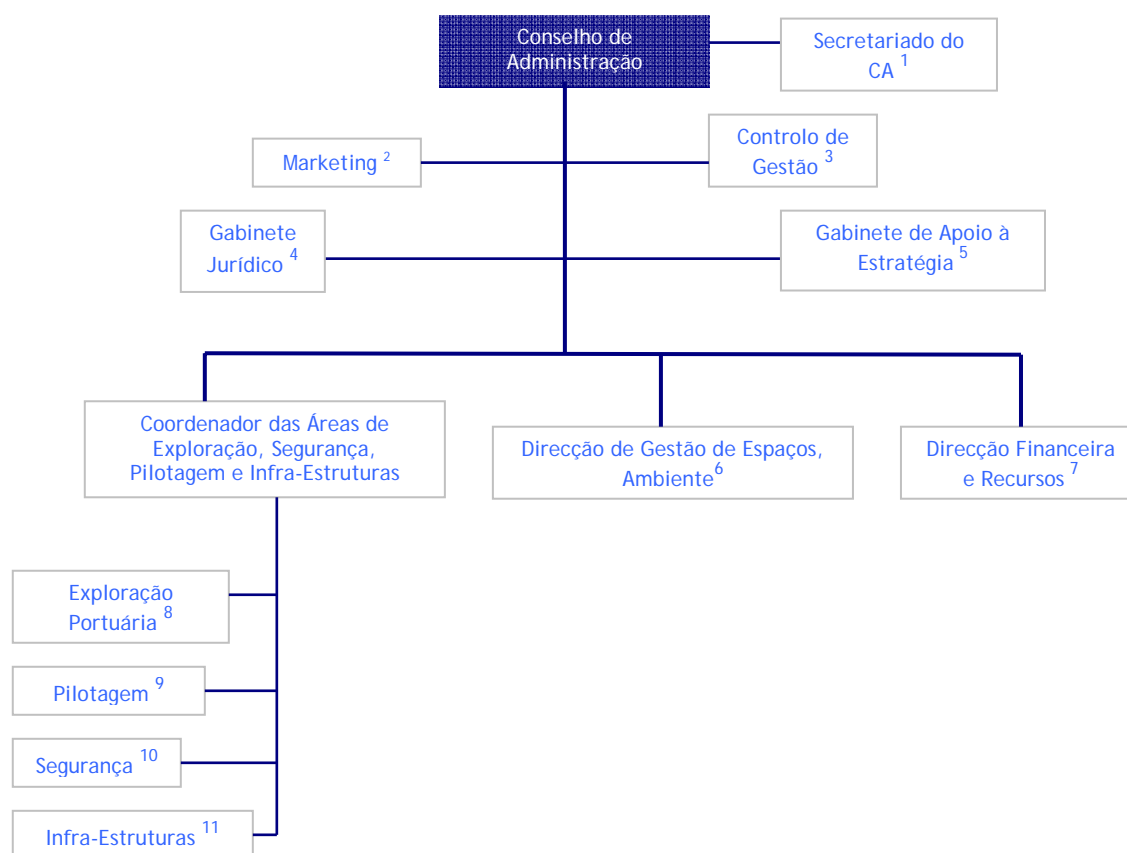 Conselho de
Administração
Secretariado do
CA 1
Marketing 2
Controlo de
Gestão 3
Gabinete
Jurídico 4
Gabinete de Apoio à
Estratégia 5
Coordenador das Áreas de
Exploração, Segurança,
Pilotagem e Infra-Estruturas
Direcção de Gestão de Espaços,
Ambiente6
Direcção Financeira
e Recursos 7
Exploração
Portuária 8
Pilotagem 9
Segurança 10
Infra-Estruturas 11